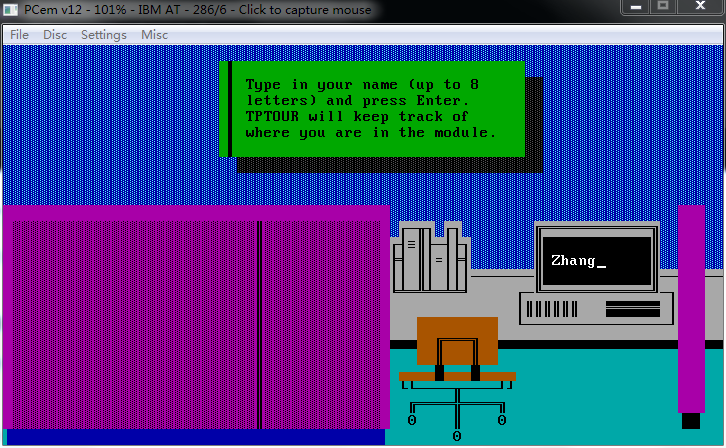 PCem v12 - 101% - IBM AT - 286/6 - Click to capture mouse
File Disc Settings Misc
Type in your name (up to 8
letters) and press Enter.
TPTOUR will keep track of
where you are in the module.
Zhang_